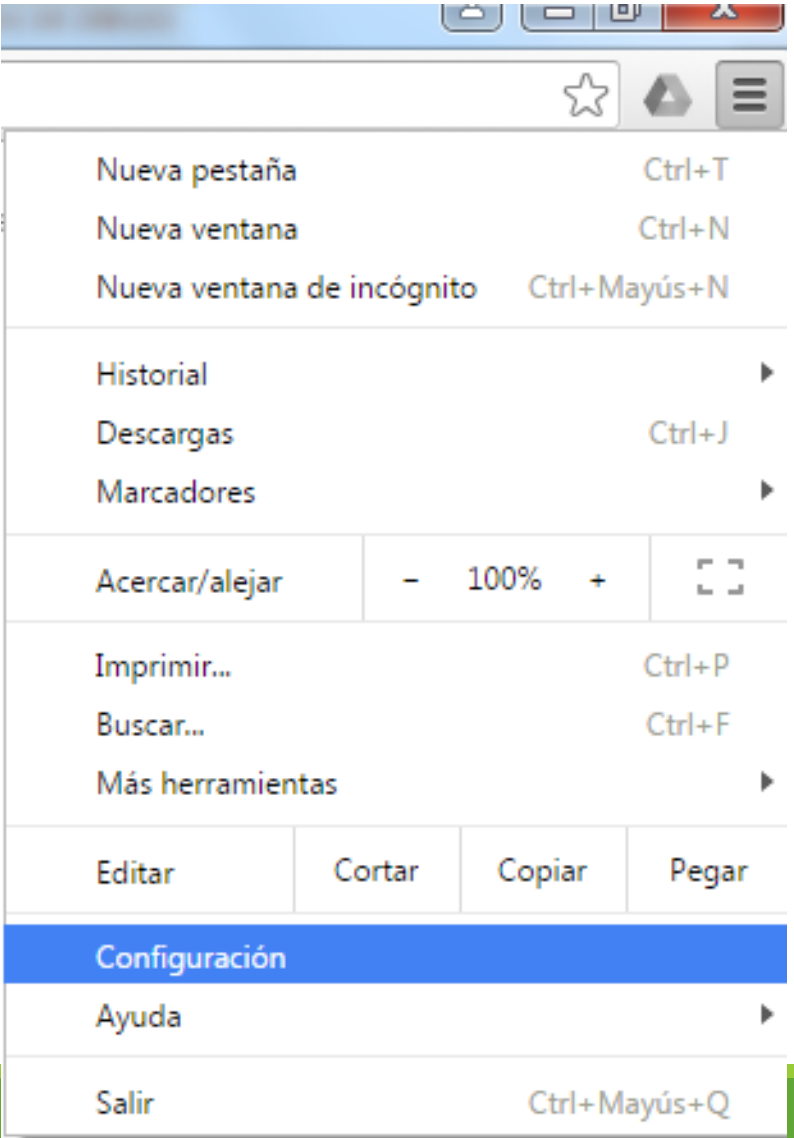 Nueva pestaña Ctrl+T
Nueva ventana Ctrl+N
Nueva ventana de incógnito Ctrl+Mayús+N
Historial
Descargas Ctrl+J
Marcadores
Acercar/alejar − 100% +
Imprimir... Ctrl+P
Buscar... Ctrl+F
Más herramientas
Editar Cortar Copiar Pegar
Configuración
Ayuda
Salir Ctrl+Mayús+Q